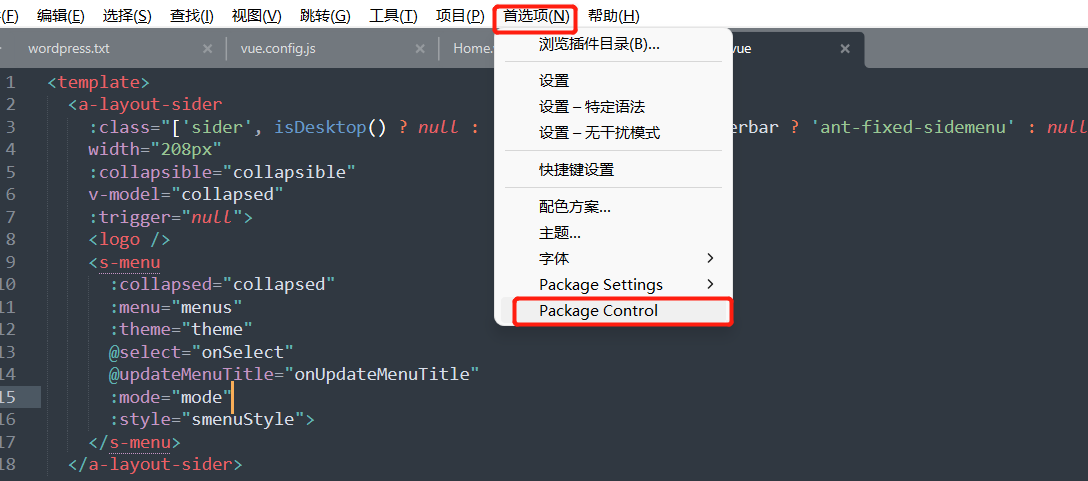 (F) 编辑(E) 选择(S) 查找(I) 视图(V) 跳转(G) 工具(T) 项目(P) 首选项(N) 帮助(H)
wordpress.txt × vue.config.js × Home. vue ×
浏览插件目录(B)...
设置
设置 – 特定语法
设置 – 无干扰模式
快捷键设置
配色方案...
主题...
字体
Package Settings
Package Control
1 <template>
2 <a-layout-sider
3 :class="['sider', isDesktop() ? null : erbar ? 'ant-fixed-sidemenu' : null
4 width="208px"
5 :collapsible="collapsible"
6 v-model="collapsed"
7 :trigger="null">
8 <logo />
9 <s-menu
10 :collapsed="collapsed"
11 :menu="menus"
12 :theme="theme"
13 @select="onSelect"
14 @updateMenuTitle="onUpdateMenuTitle"
15 :mode="mode"
16 :style="smenuStyle">
17 </s-menu>
18 </a-layout-sider>